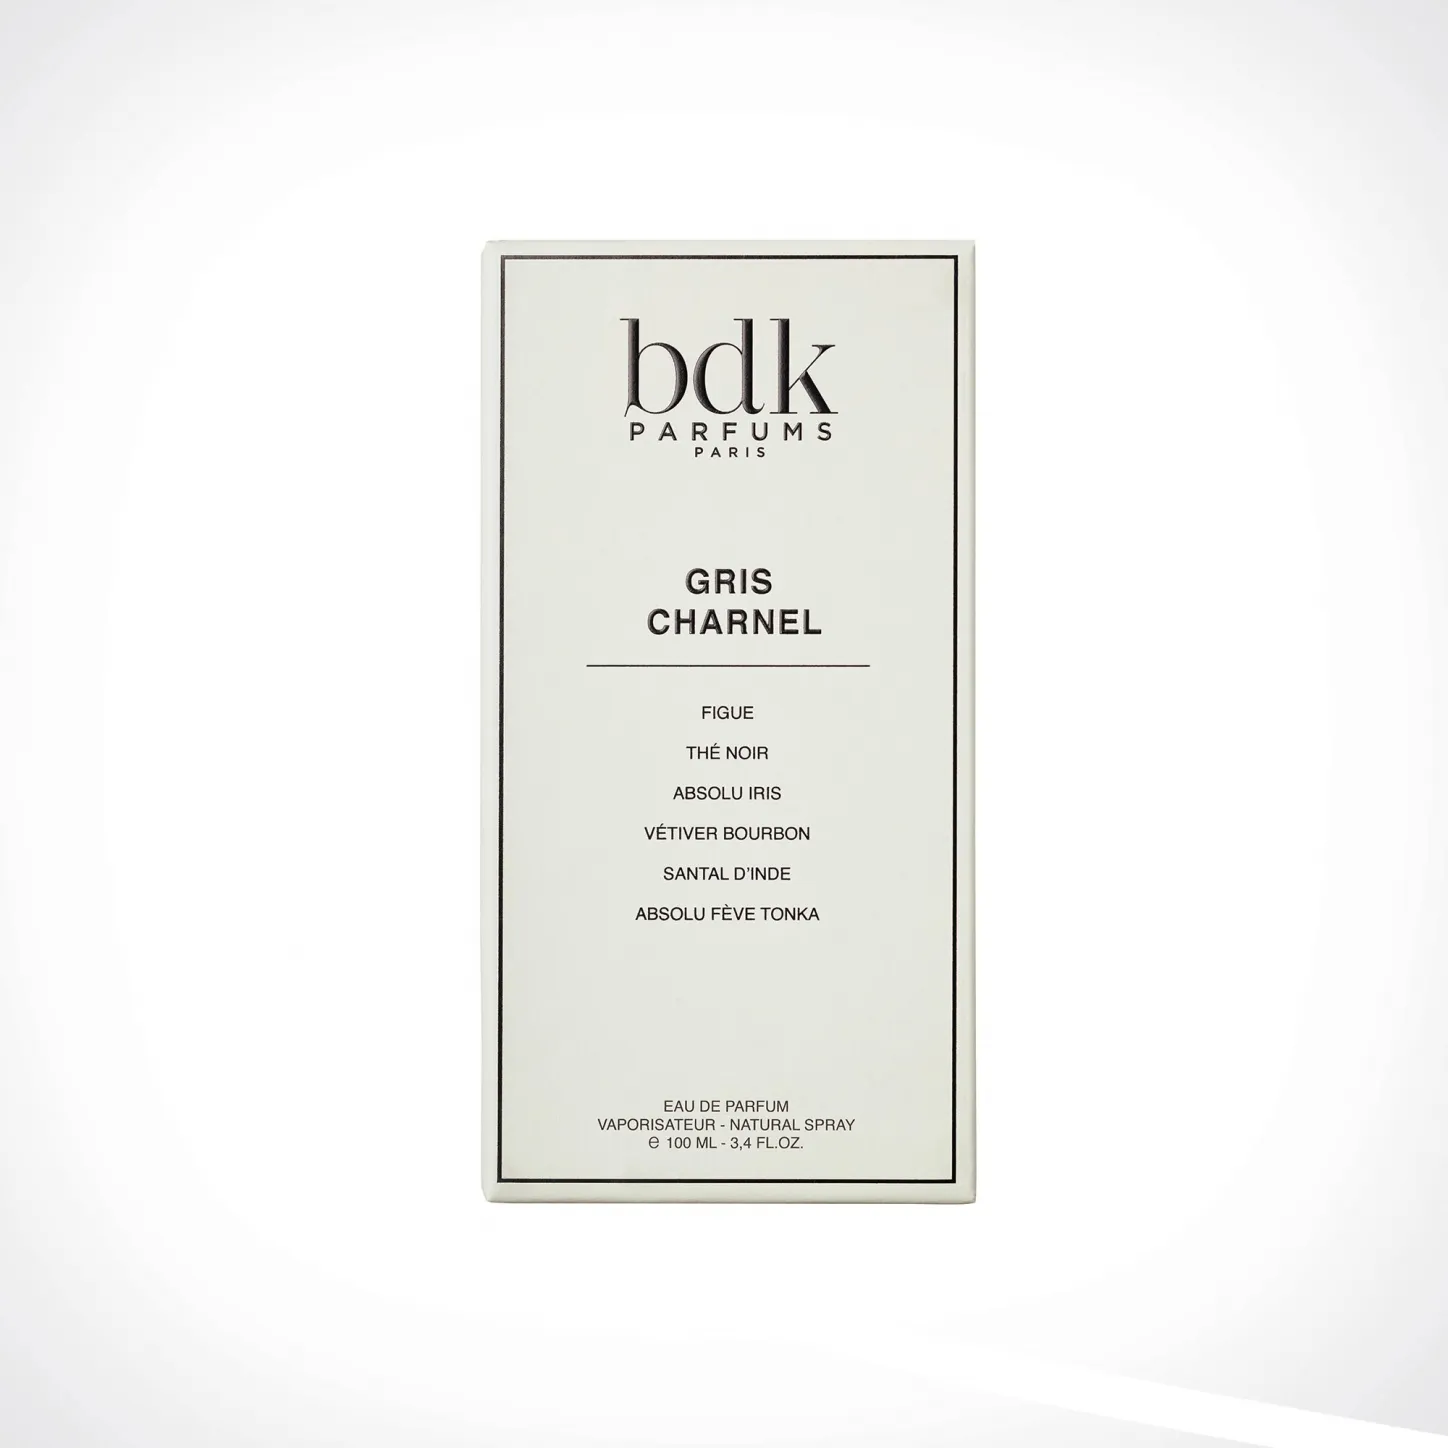 bdk
PARFUMS
PARIS
GRIS
CHARNEL
FIGUE
THÉ NOIR
ABSOLU IRIS
VÉTIVER BOURBON
SANTAL D'INDE
ABSOLU FÈVE TONKA
EAU DE PARFUM
VAPORISATEUR - NATURAL SPRAY
℮ 100 ML - 3,4 FL.OZ.